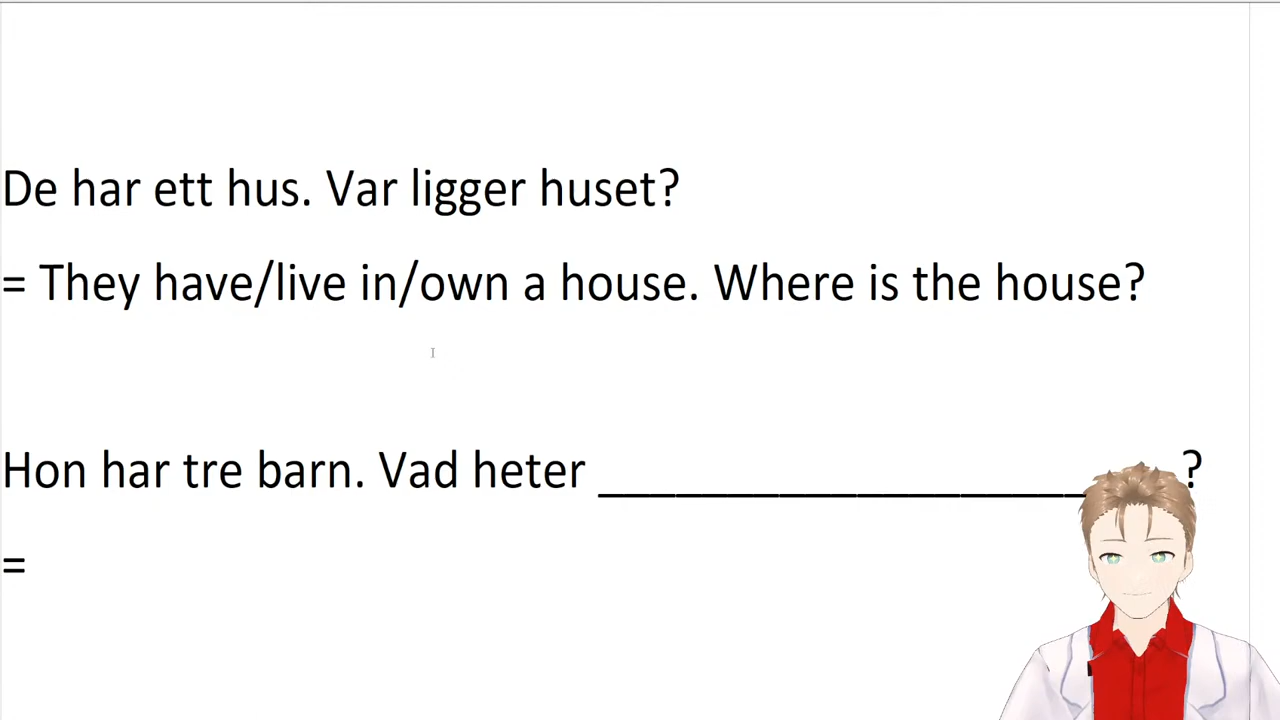 De har ett hus. Var ligger huset?
= They have/live in/own a house. Where is the house?
Hon har tre barn. Vad heter ___________________?
=